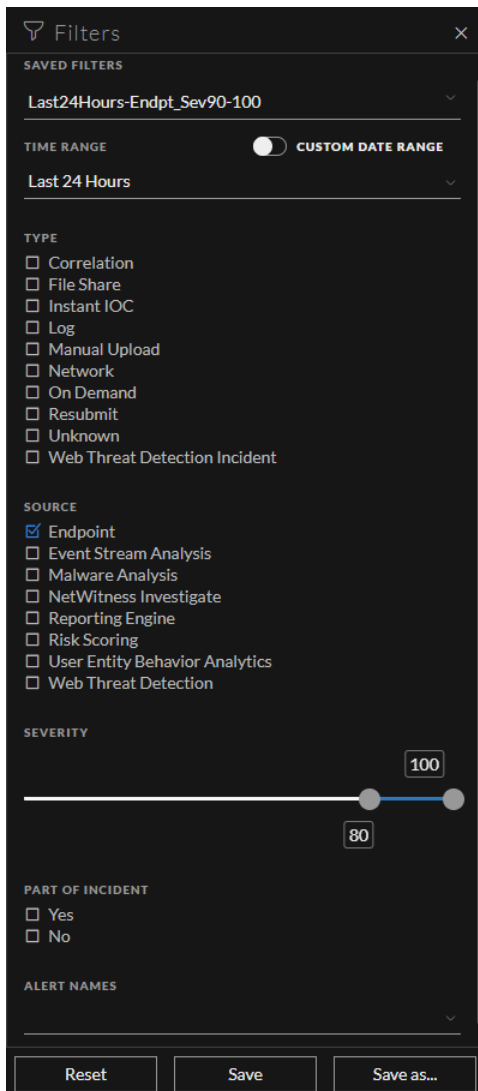 Filters
SAVED FILTERS
Last24Hours-Endpt_Sev90-100
TIME RANGE CUSTOM DATE RANGE
Last 24 Hours
TYPE
Correlation
File Share
Instant IOC
Log
Manual Upload
Network
On Demand
Resubmit
Unknown
Web Threat Detection Incident
SOURCE
Endpoint
Event Stream Analysis
Malware Analysis
NetWitness Investigate
Reporting Engine
Risk Scoring
User Entity Behavior Analytics
Web Threat Detection
SEVERITY
100
80
PART OF INCIDENT
Yes
No
ALERT NAMES
Reset Save Save as...